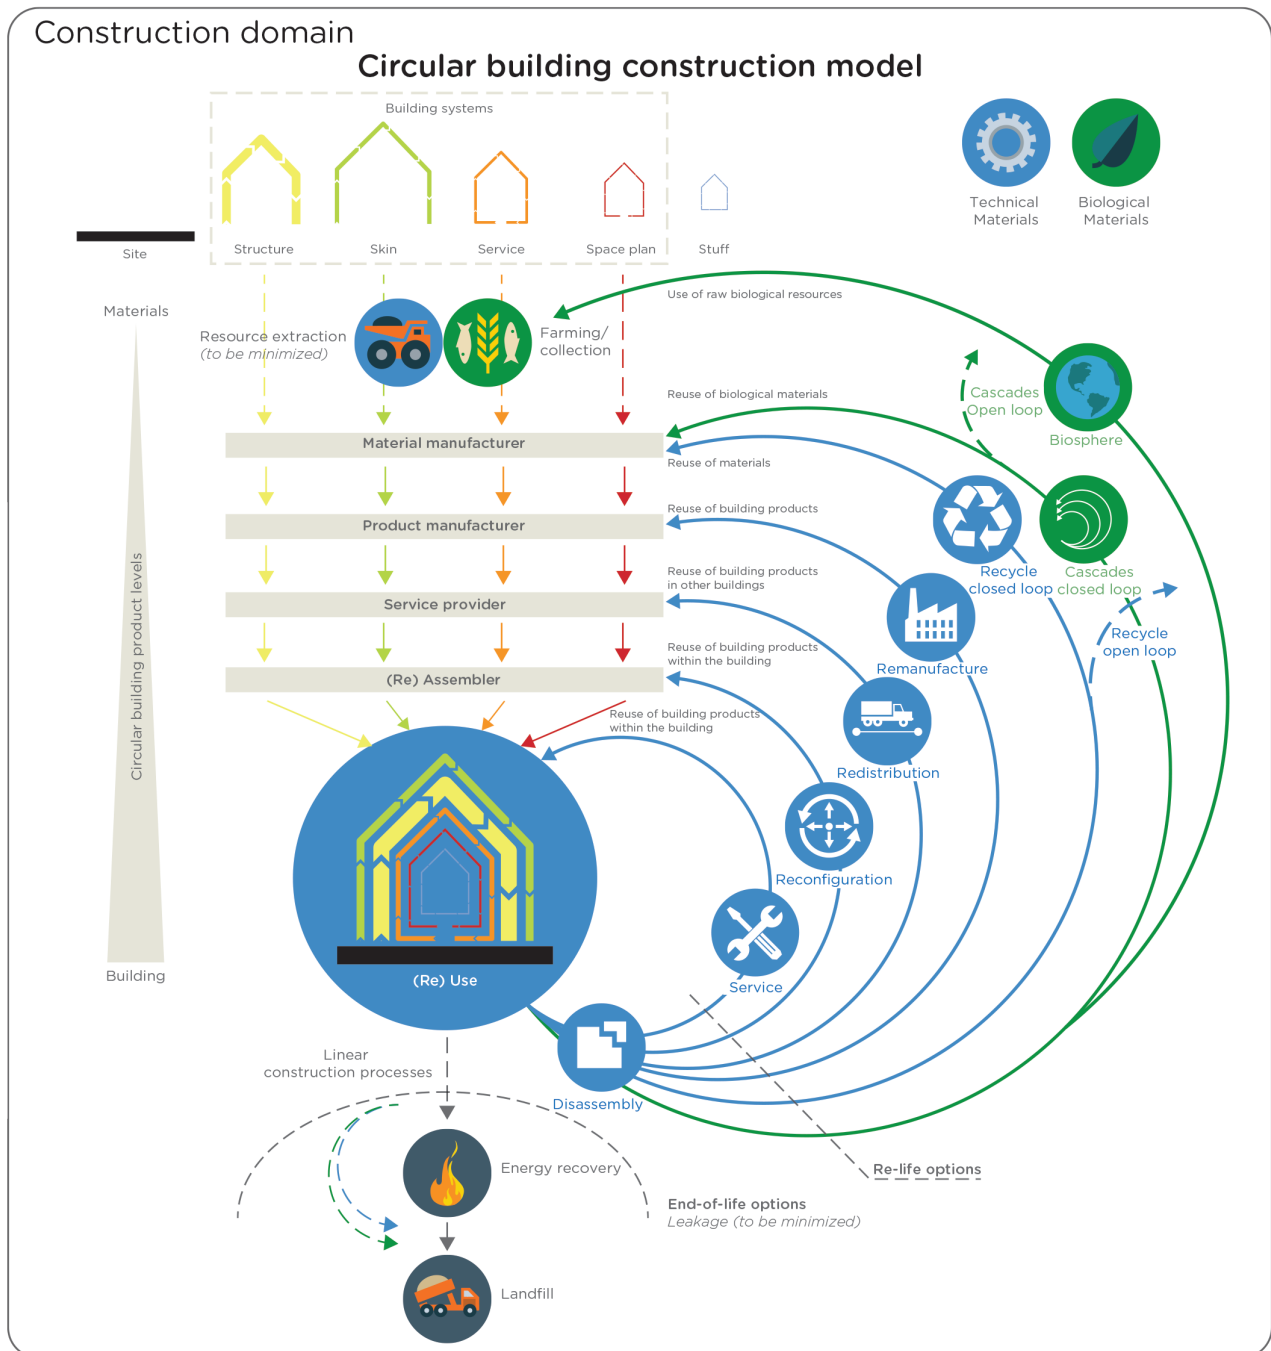 Construction domain
Circular building construction model
Building systems
Site
Structure
Skin
Service
Space plan
Stuff
Technical
Materials
Biological
Materials
Materials
Resource extraction
(to be minimized)
Farming/
collection
Use of raw biological resources
Cascades
Open loop
Biosphere
Reuse of biological materials
Material manufacturer
Reuse of materials
Reuse of building products
Product manufacturer
Recycle
closed loop
Cascades
closed loop
Reuse of building products
in other buildings
Service provider
Recycle
open loop
Remanufacture
Reuse of building products
within the building
(Re) Assembler
Reuse of building products
within the building
Redistribution
Circular building product levels
Reconfiguration
Building
(Re) Use
Service
Linear
construction processes
Disassembly
Energy recovery
Re-life options
End-of-life options
Leakage (to be minimized)
Landfill